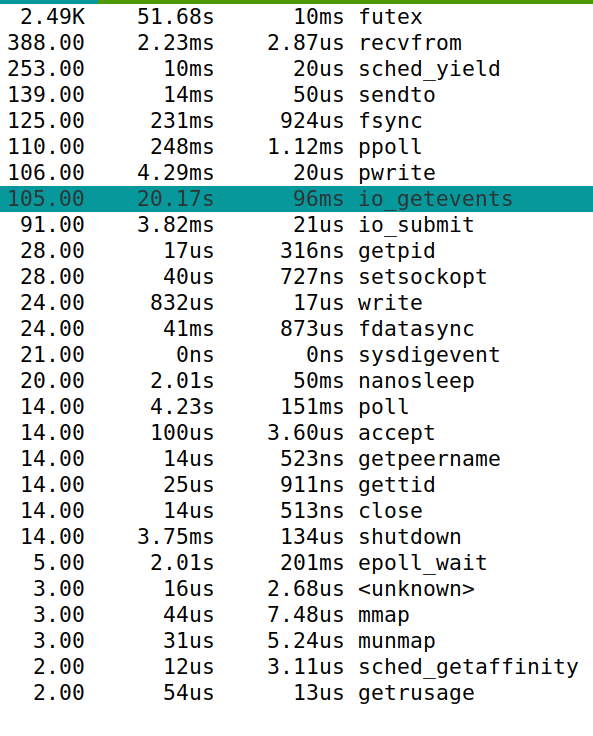 2.49K 51.68s 10ms futex
388.00 2.23ms 2.87us recvfrom
253.00 10ms 20us sched_yield
139.00 14ms 50us sendto
125.00 231ms 924us fsync
110.00 248ms 1.12ms ppoll
106.00 4.29ms 20us pwrite
105.00 20.17s 96ms io_getevents
91.00 3.82ms 21us io_submit
28.00 17us 316ns getpid
28.00 40us 727ns setsockopt
24.00 832us 17us write
24.00 41ms 873us fdatasync
21.00 0ns 0ns sysdigevent
20.00 2.01s 50ms nanosleep
14.00 4.23s 151ms poll
14.00 100us 3.60us accept
14.00 14us 523ns getpeername
14.00 25us 911ns gettid
14.00 14us 513ns close
14.00 3.75ms 134us shutdown
5.00 2.01s 201ms epoll_wait
3.00 16us 2.68us <unknown>
3.00 44us 7.48us mmap
3.00 31us 5.24us munmap
2.00 12us 3.11us sched_getaffinity
2.00 54us 13us getrusage